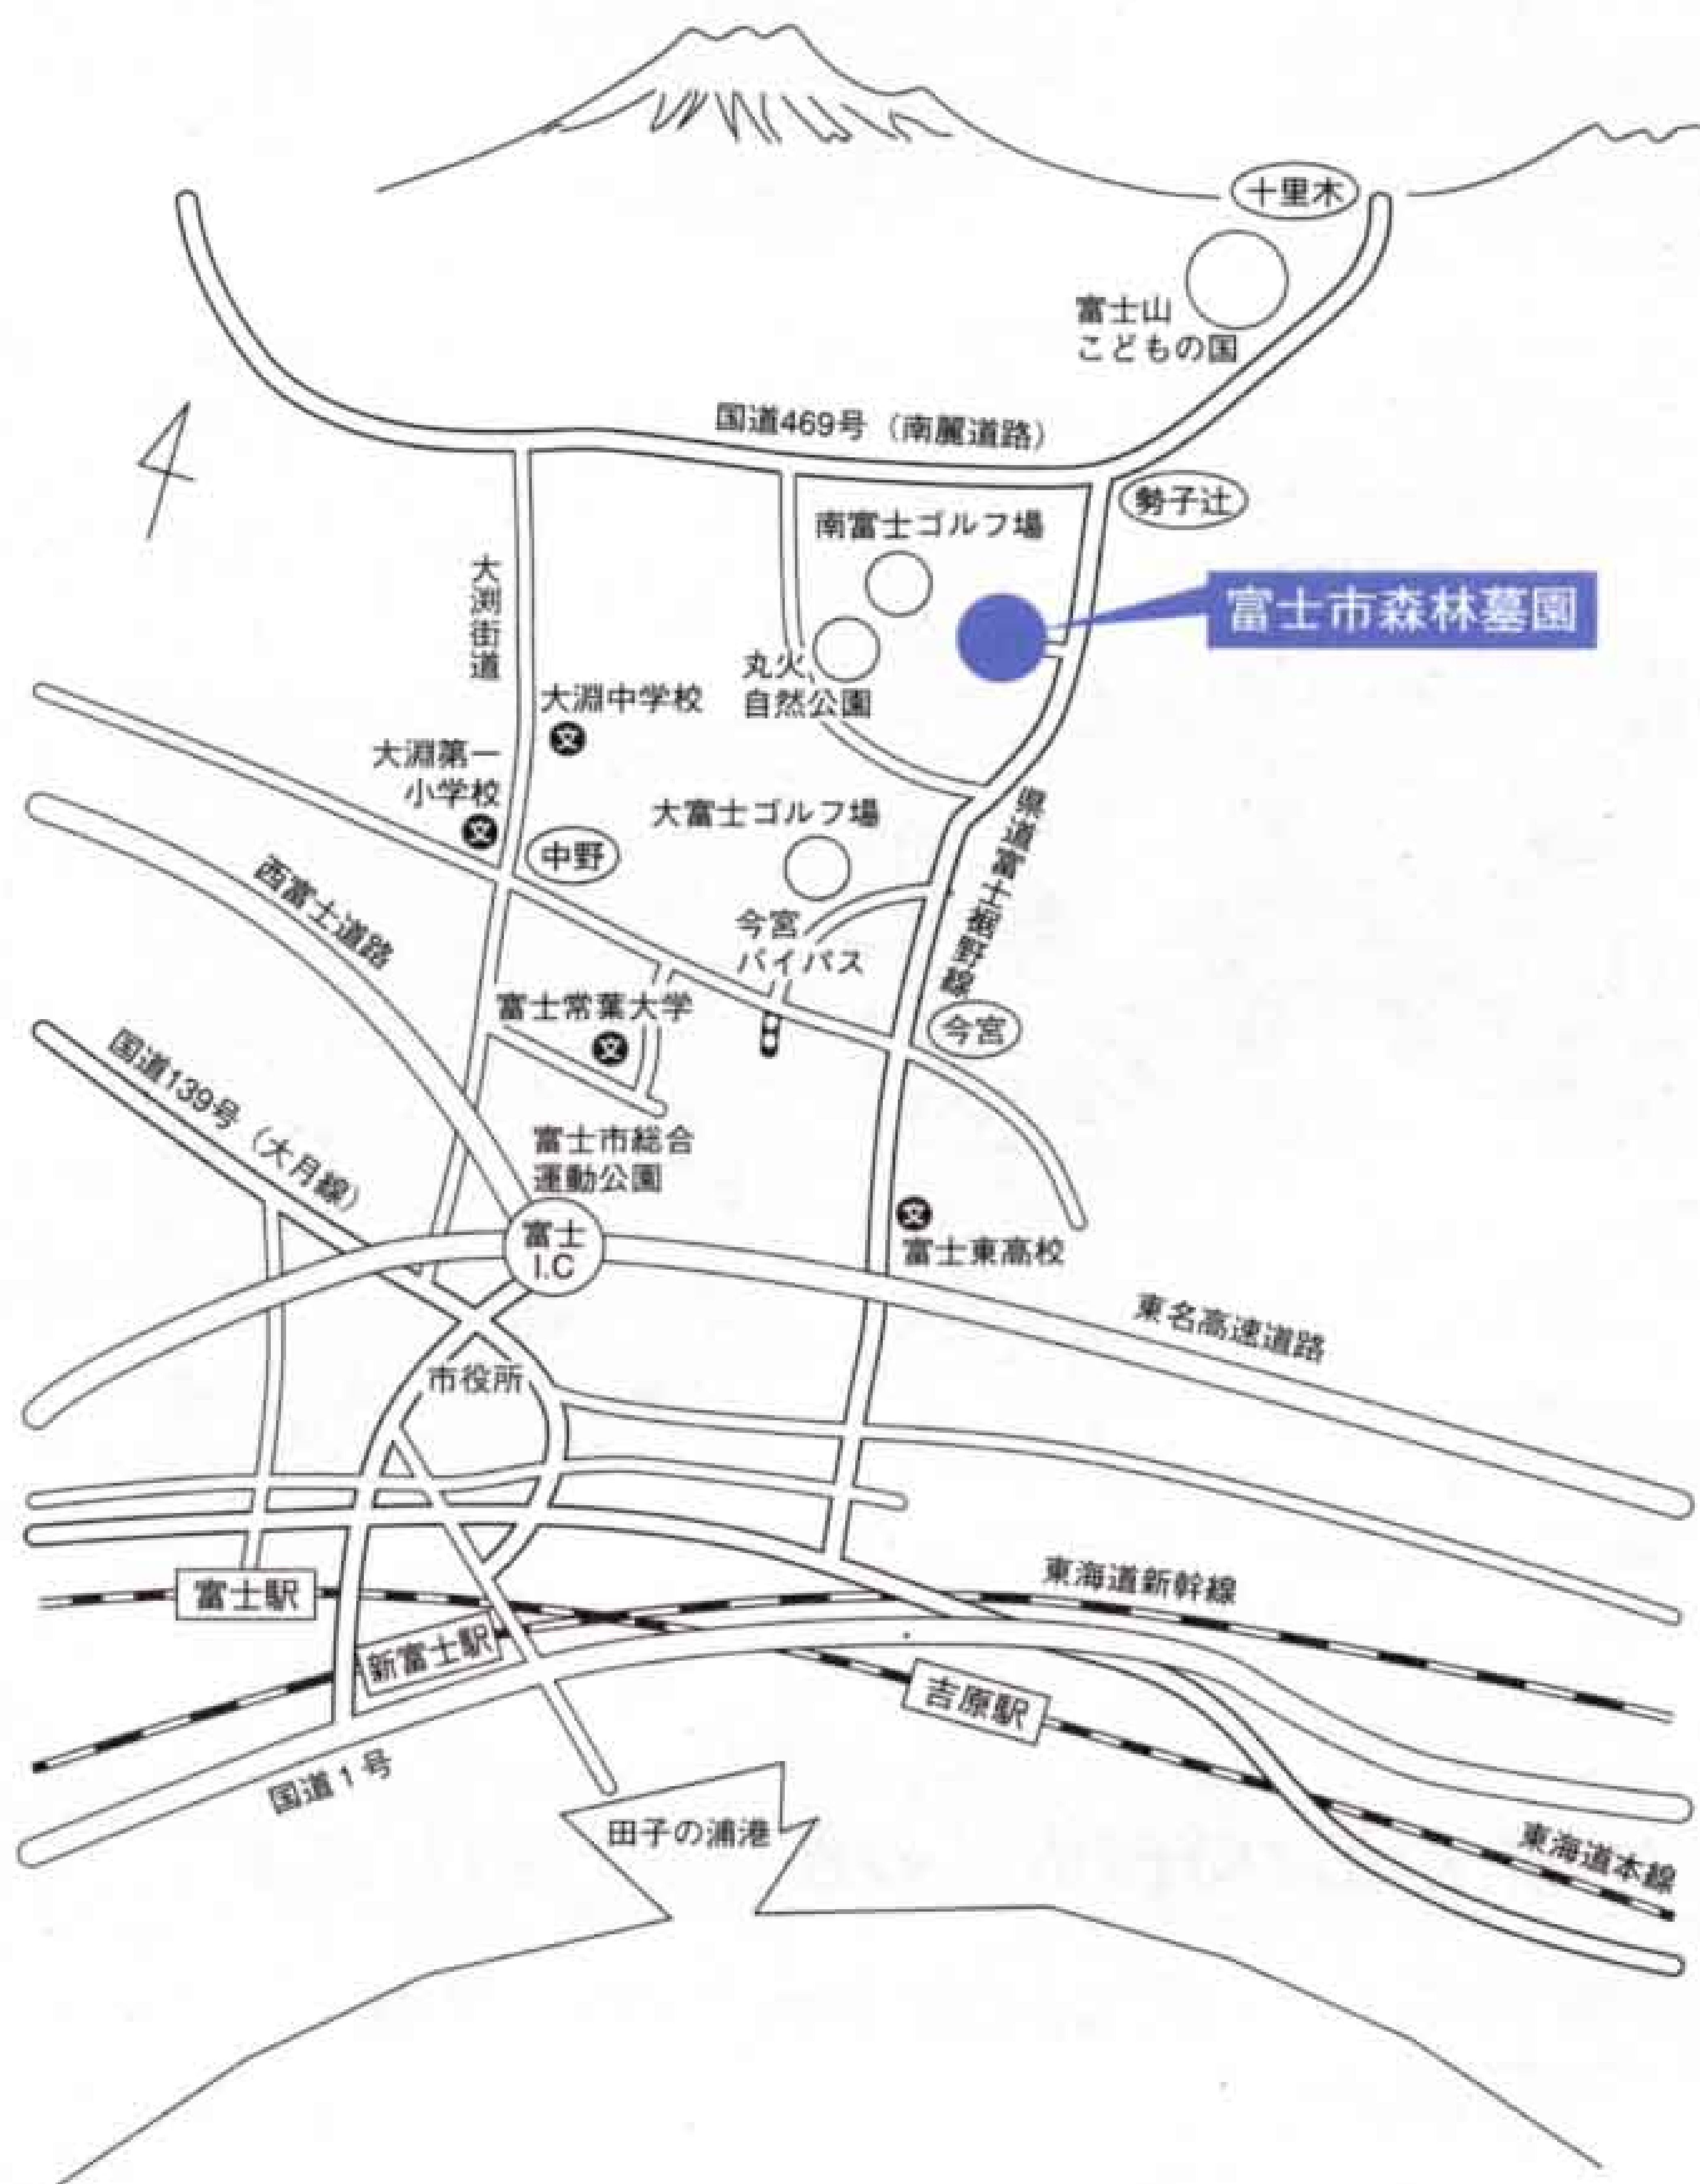 十里木
富士山
こどもの国
国道469号（南麗道路）
勢子辻
南富士ゴルフ場
富士市森林墓園
大渕街道
丸火
自然公園
大淵中学校
大淵第一
小学校
文
文
大富士ゴルフ場
県道富士裾野線
中野
西富士道路
今宮
バイパス
富士常葉大学
文
今宮
国道139号（大月線）
富士市総合
運動公園
文
富士東高校
富士
I.C
東名高速道路
市役所
富士駅
東海道新幹線
新富士駅
吉原駅
国道1号
田子の浦港
東海道本線